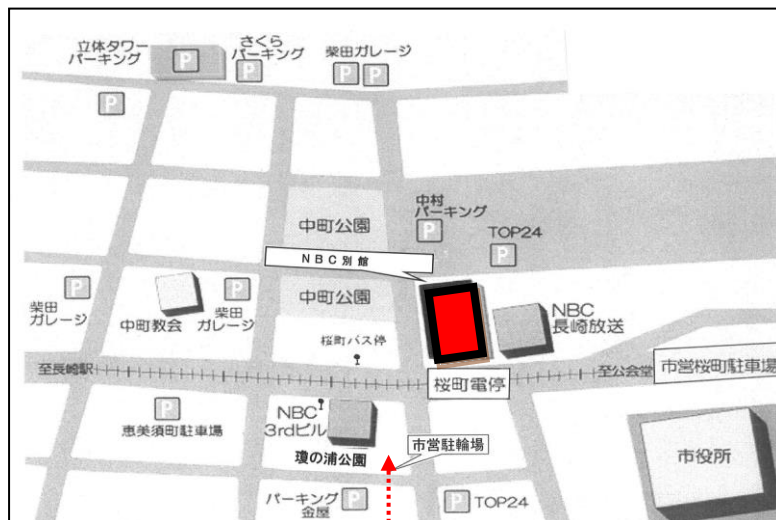 立体タワー
パーキング
P
さくら
パーキング
P
柴田ガレージ
P P
P
中町公園
中村
パーキング
P
TOP24
P
NBC別館
中町公園
P
柴田
ガレージ
中町教会
P
柴田
ガレージ
NBC
長崎放送
桜町バス停
至長崎駅
桜町電停
至公会堂
市営桜町駐車場
P
恵美須町駐車場
NBC
3rdビル
瓊の浦公園
市営駐輪場
市役所
パーキング
金屋
P
P TOP24